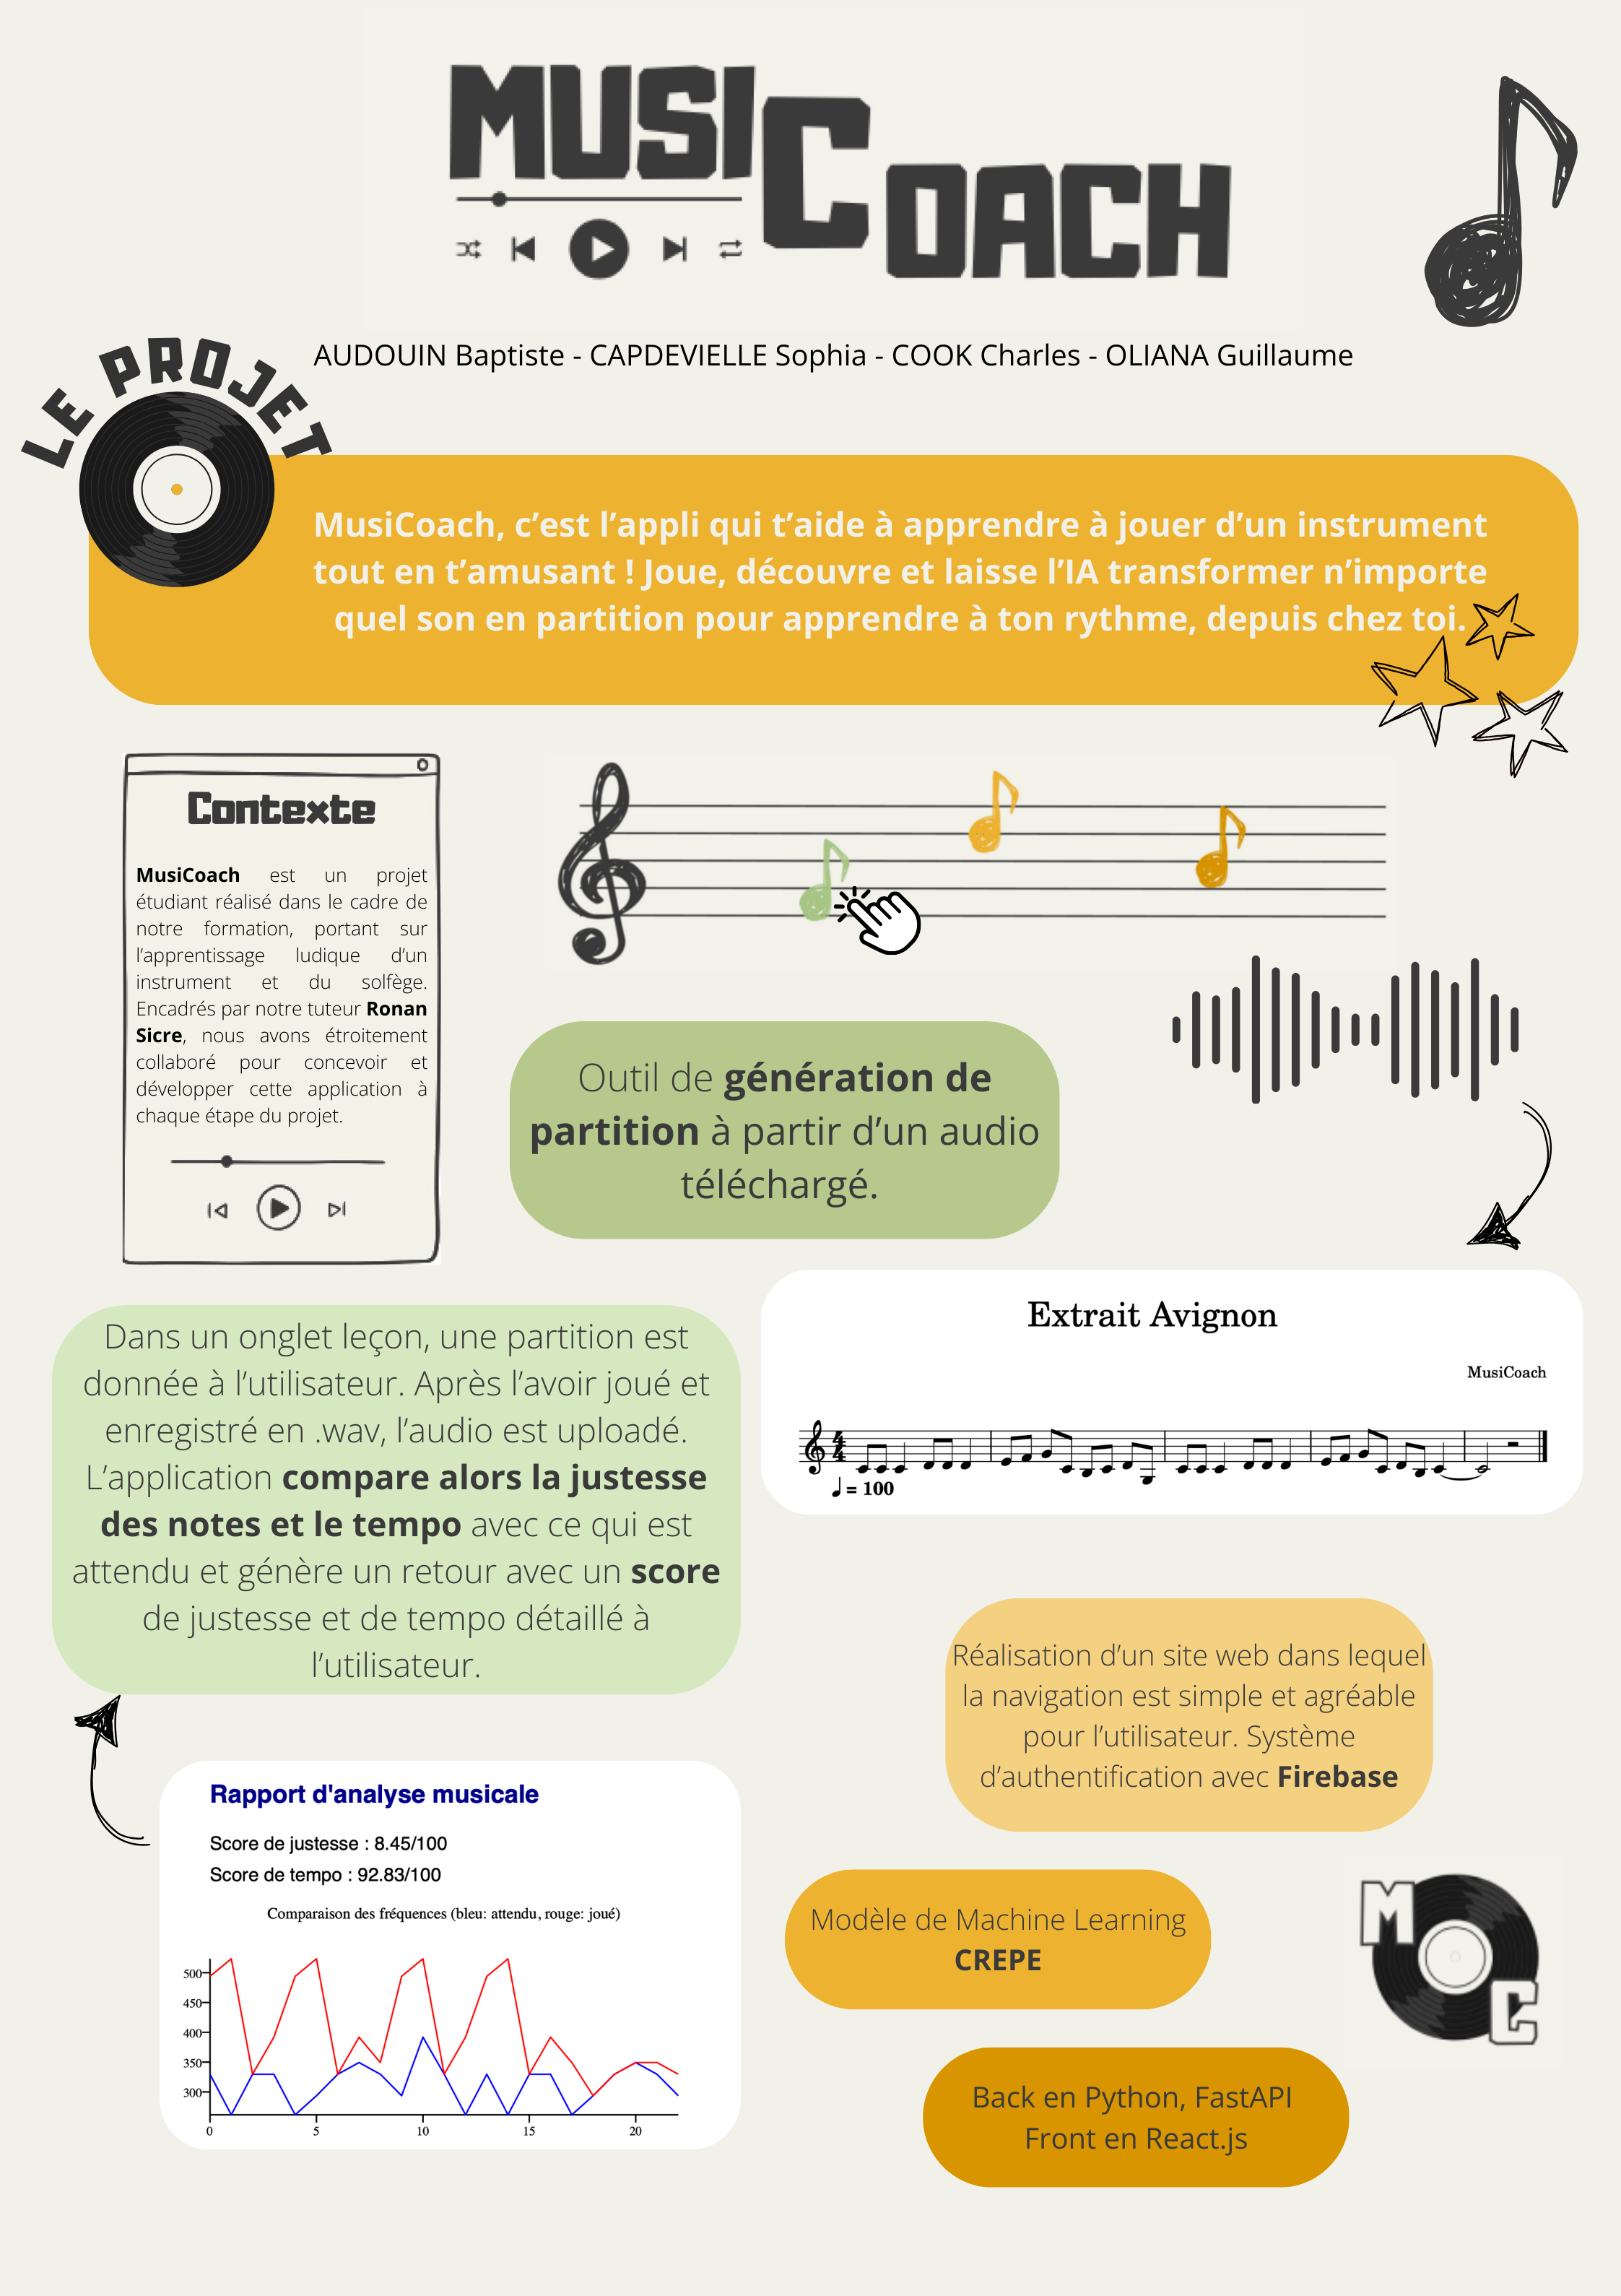 MUSICOACH
AUDOUIN Baptiste - CAPDEVIELLE Sophia - COOK Charles - OLIANA Guillaume
LE PROJET
MusiCoach, c’est l’appli qui t’aide à apprendre à jouer d’un instrument
tout en t’amusant ! Joue, découvre et laisse l’IA transformer n’importe
quel son en partition pour apprendre à ton rythme, depuis chez toi.
Contexte
MusiCoach est un projet
étudiant réalisé dans le cadre de
notre formation, portant sur
l’apprentissage ludique d’un
instrument et du solfège.
Encadrés par notre tuteur Ronan
Sicre, nous avons étroitement
collaboré pour concevoir et
développer cette application à
chaque étape du projet.
Outil de génération de
partition à partir d’un audio
téléchargé.
Extrait Avignon
MusiCoach
4
4
= 100
Dans un onglet leçon, une partition est
donnée à l’utilisateur. Après l’avoir joué et
enregistré en .wav, l’audio est uploadé.
L’application compare alors la justesse
des notes et le tempo avec ce qui est
attendu et génère un retour avec un score
de justesse et de tempo détaillé à
l’utilisateur.
Réalisation d’un site web dans lequel
la navigation est simple et agréable
pour l’utilisateur. Système
d’authentification avec Firebase
Rapport d'analyse musicale
Score de justesse : 8.45/100
Score de tempo : 92.83/100
Comparaison des fréquences (bleu: attendu, rouge: joué)
500
450
400
350
300
0 5 10 15 20
Modèle de Machine Learning
CREPE
M
C
Back en Python, FastAPI
Front en React.js